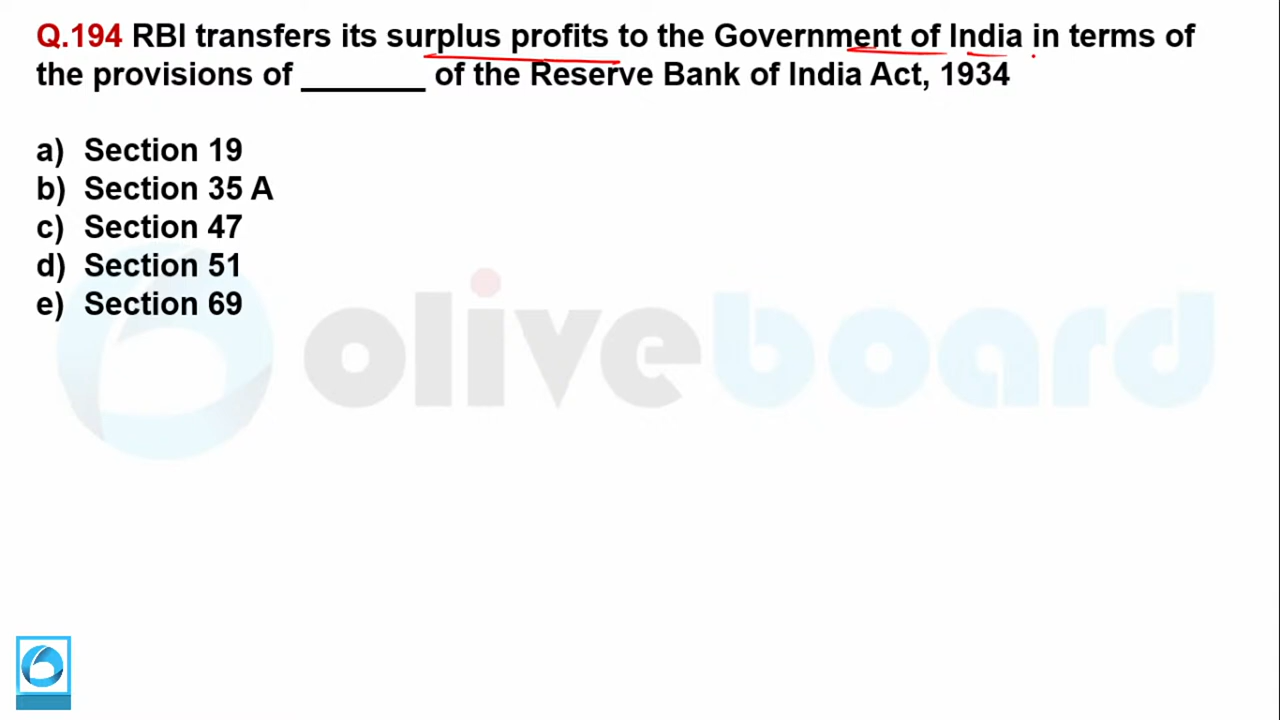 Q.194 RBI transfers its surplus profits to the Government of India in terms of
the provisions of _______ of the Reserve Bank of India Act, 1934
a) Section 19
b) Section 35 A
c) Section 47
d) Section 51
e) Section 69
oliveboard